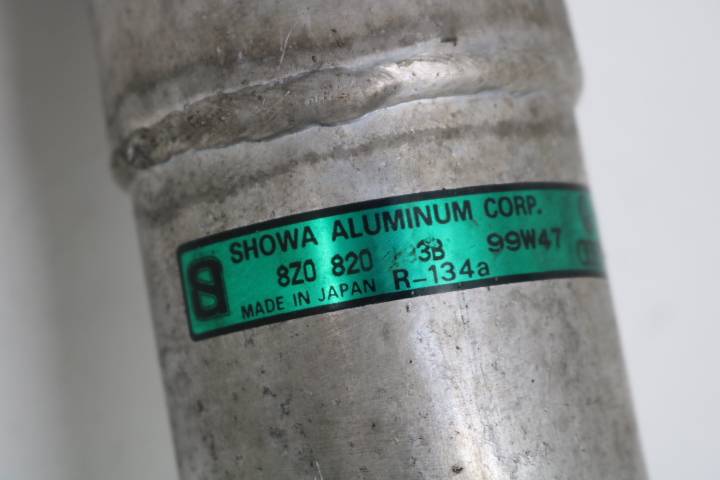 SHOWA ALUMINUM CORP.
8Z0 820 99W47
MADE IN JAPAN R-134a